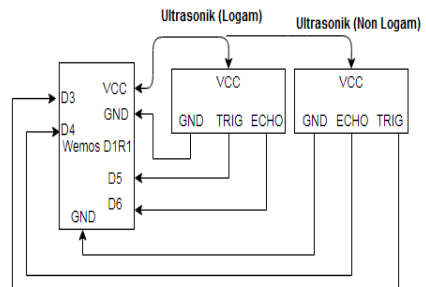 Ultrasonik (Logam)
Ultrasonik (Non Logam)
D3
D4
VCC
GND
Wemos D1R1
D5
D6
GND
VCC
GND TRIG ECHO
VCC
GND ECHO TRIG